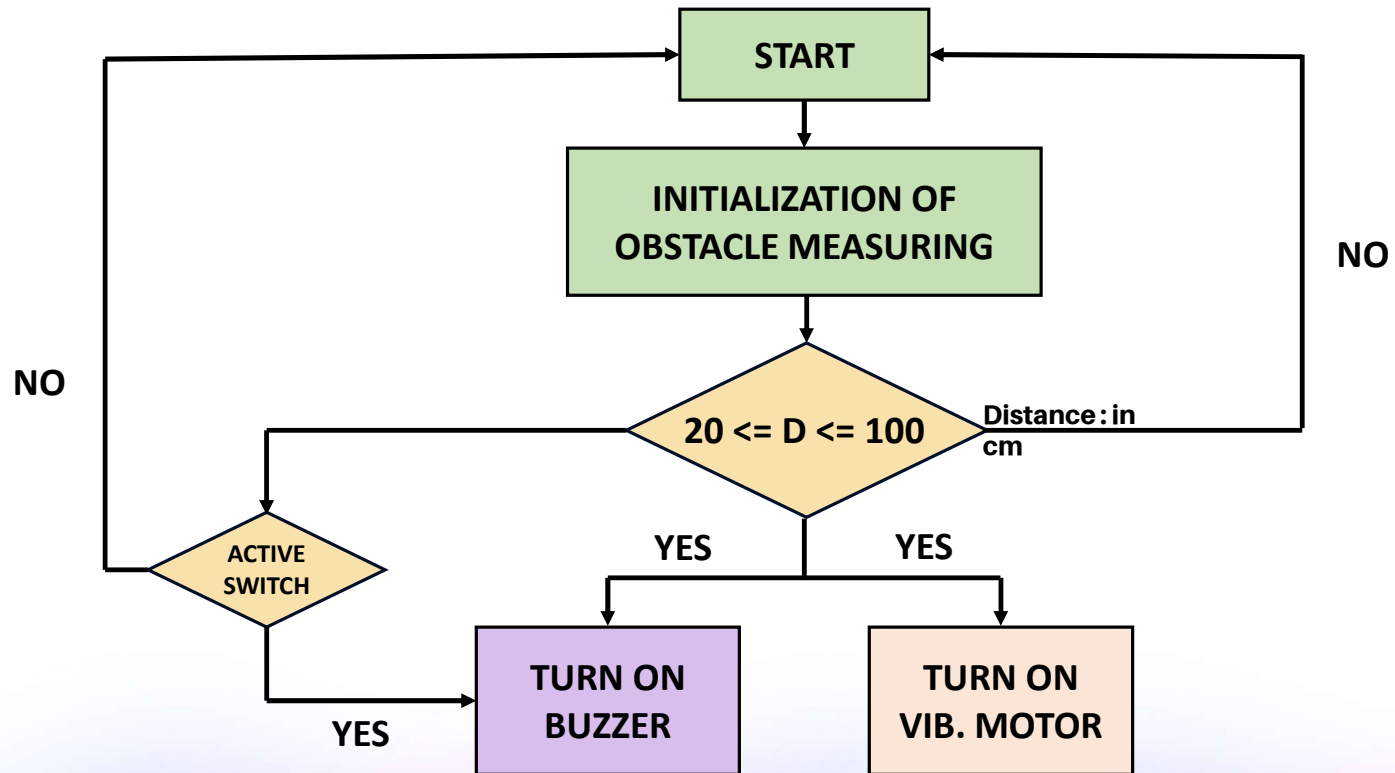 START
INITIALIZATION OF
OBSTACLE MEASURING
NO
NO
20 <= D <= 100
Distance : in
cm
ACTIVE
SWITCH
YES
YES
TURN ON
BUZZER
TURN ON
VIB. MOTOR
YES